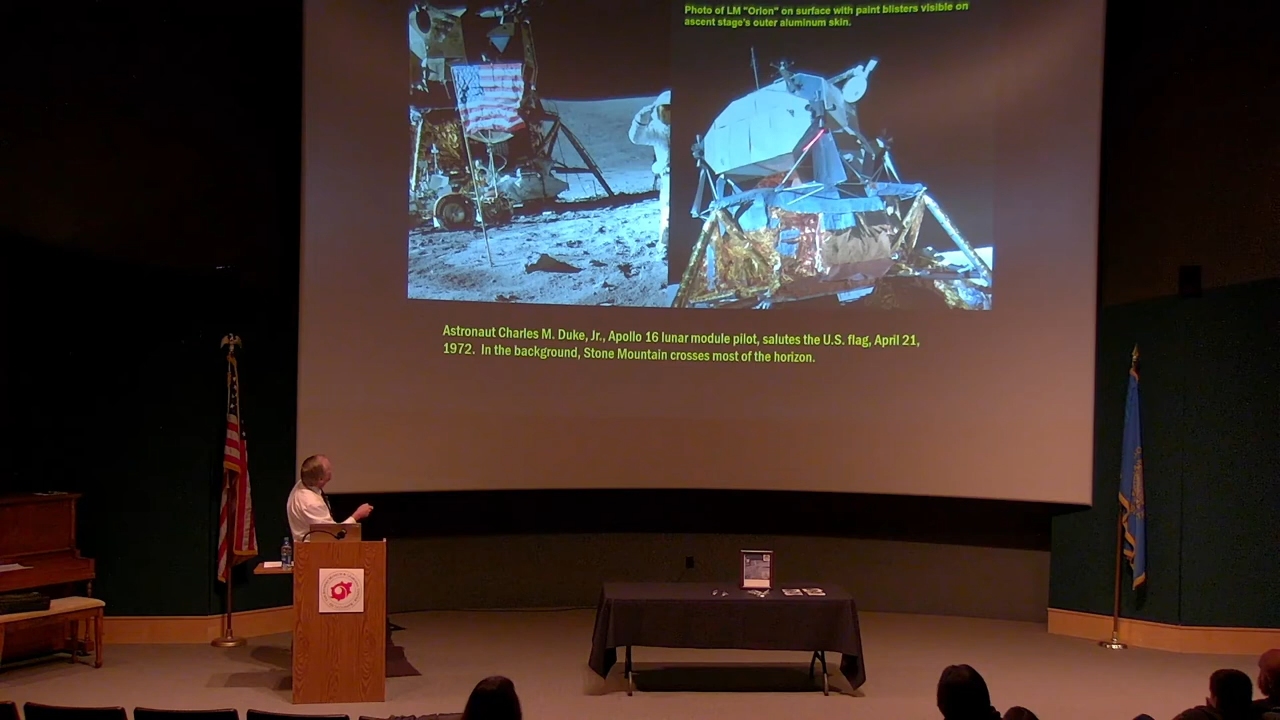 Photo of LM "Orion" on surface with paint blisters visible on
ascent stage's outer aluminum skin.
Astronaut Charles M. Duke, Jr., Apollo 16 lunar module pilot, salutes the U.S. flag, April 21,
1972. In the background, Stone Mountain crosses most of the horizon.